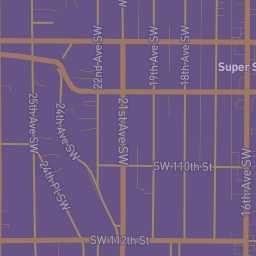 22nd Ave SW
19th Ave SW
18th Ave SW
Super S
25th Ave SW
24th Ave SW
21st Ave SW
SW 110th St
24th Pl SW
16th Ave SW
SW 112th St